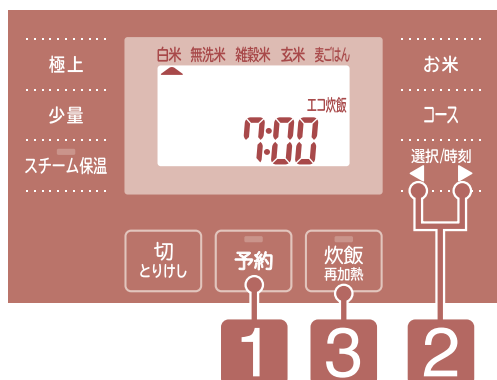 白米 無洗米 雑穀米 玄米 麦ごはん
極上
お米
エコ炊飯
少量
コース
7:00
スチーム保温
選択/時刻
切
とりけし
予約
炊飯
再加熱
1
3
2